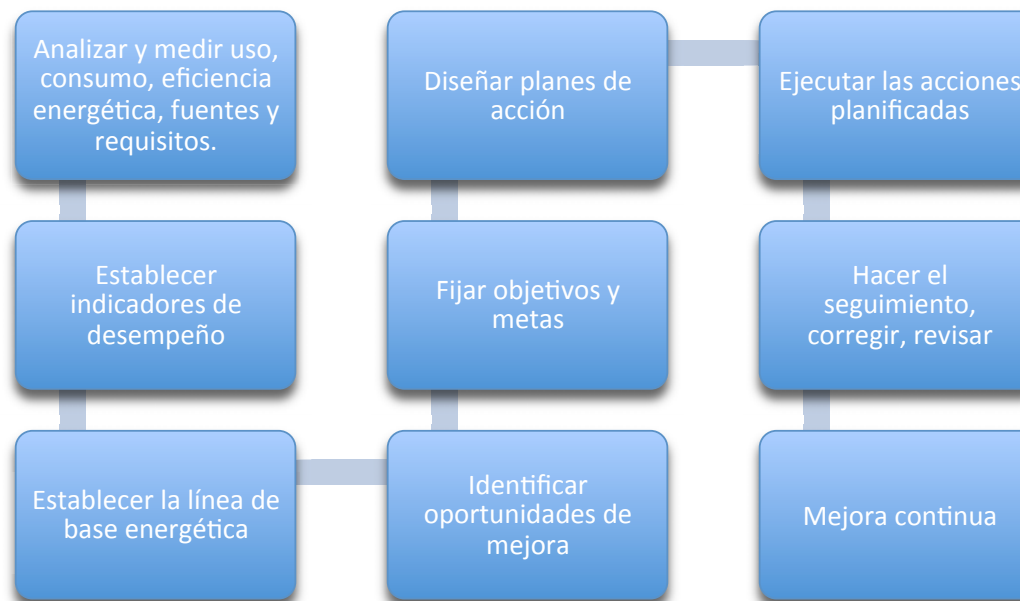 Analizar y medir uso,
consumo, eficiencia
energética, fuentes y
requisitos.
Establecer
indicadores de
desempeño
Establecer la línea de
base energética
Identificar
oportunidades de
mejora
Fijar objetivos y
metas
Diseñar planes de
acción
Ejecutar las acciones
planificadas
Hacer el
seguimiento,
corregir, revisar
Mejora continua